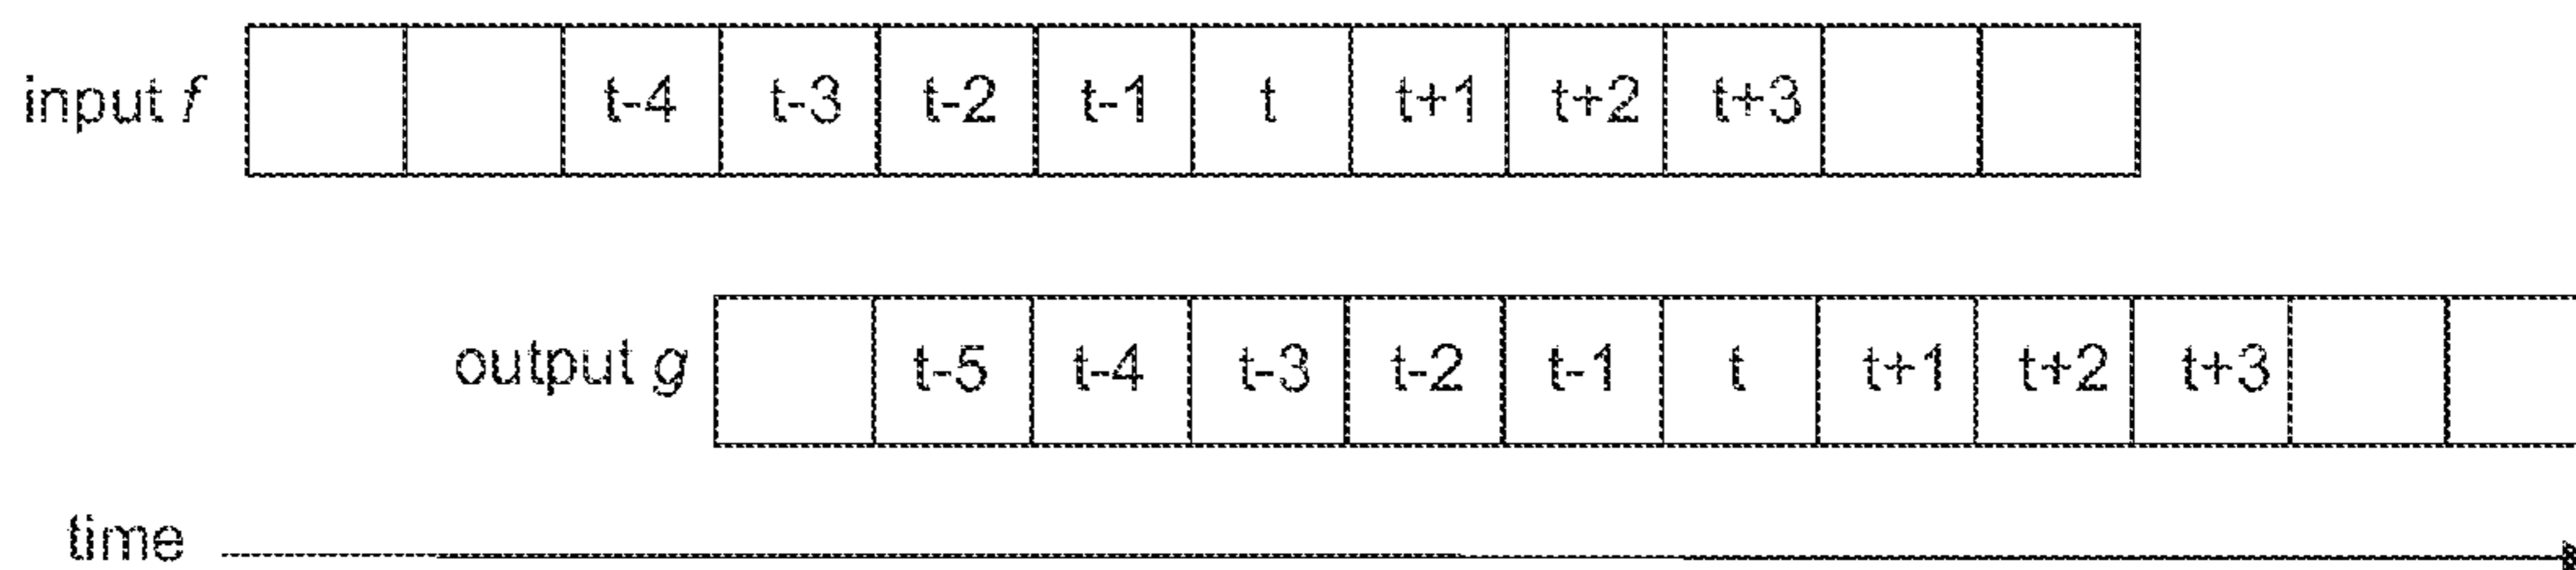 input f t-4 t-3 t-2 t-1 t t+1 t+2 t+3
output g t-5 t-4 t-3 t-2 t-1 t t+1 t+2 t+3
time